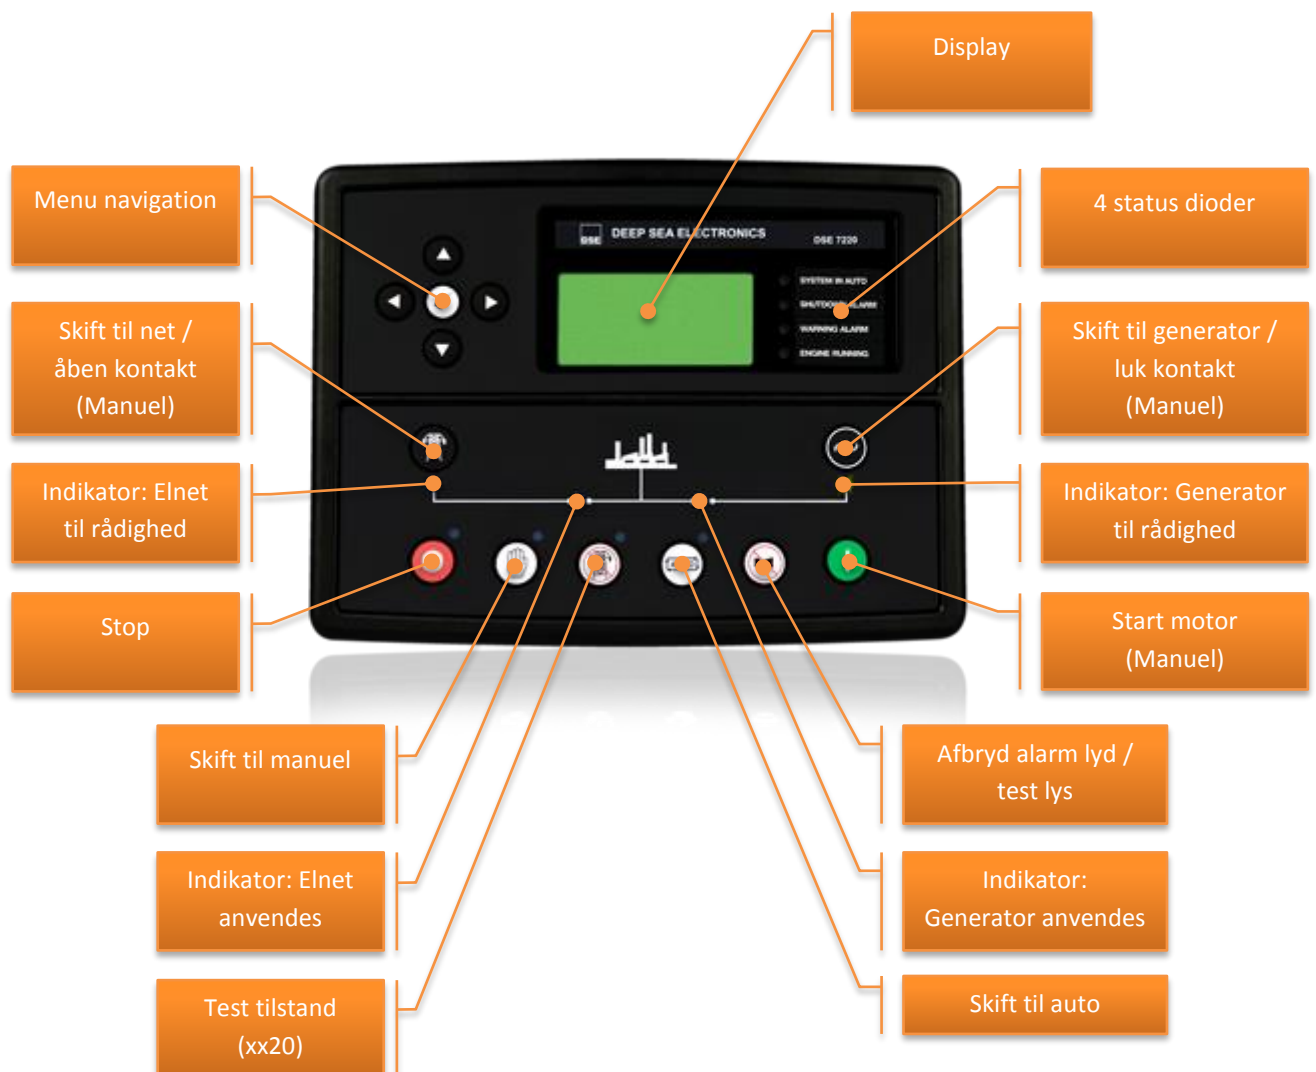 Display
Menu navigation
4 status dioder
DSE
DEEP SEA ELECTRONICS
DSE 7220
SYSTEM IN AUTO
SHUTDOWN ALARM
WARNING ALARM
ENGINE RUNNING
Skift til net /
åben kontakt
(Manuel)
Skift til generator /
luk kontakt
(Manuel)
Indikator: Elnet
til rådighed
Indikator: Generator
til rådighed
Stop
Start motor
(Manuel)
Skift til manuel
Afbryd alarm lyd /
test lys
Indikator: Elnet
anvendes
Indikator:
Generator anvendes
Test tilstand
(xx20)
Skift til auto